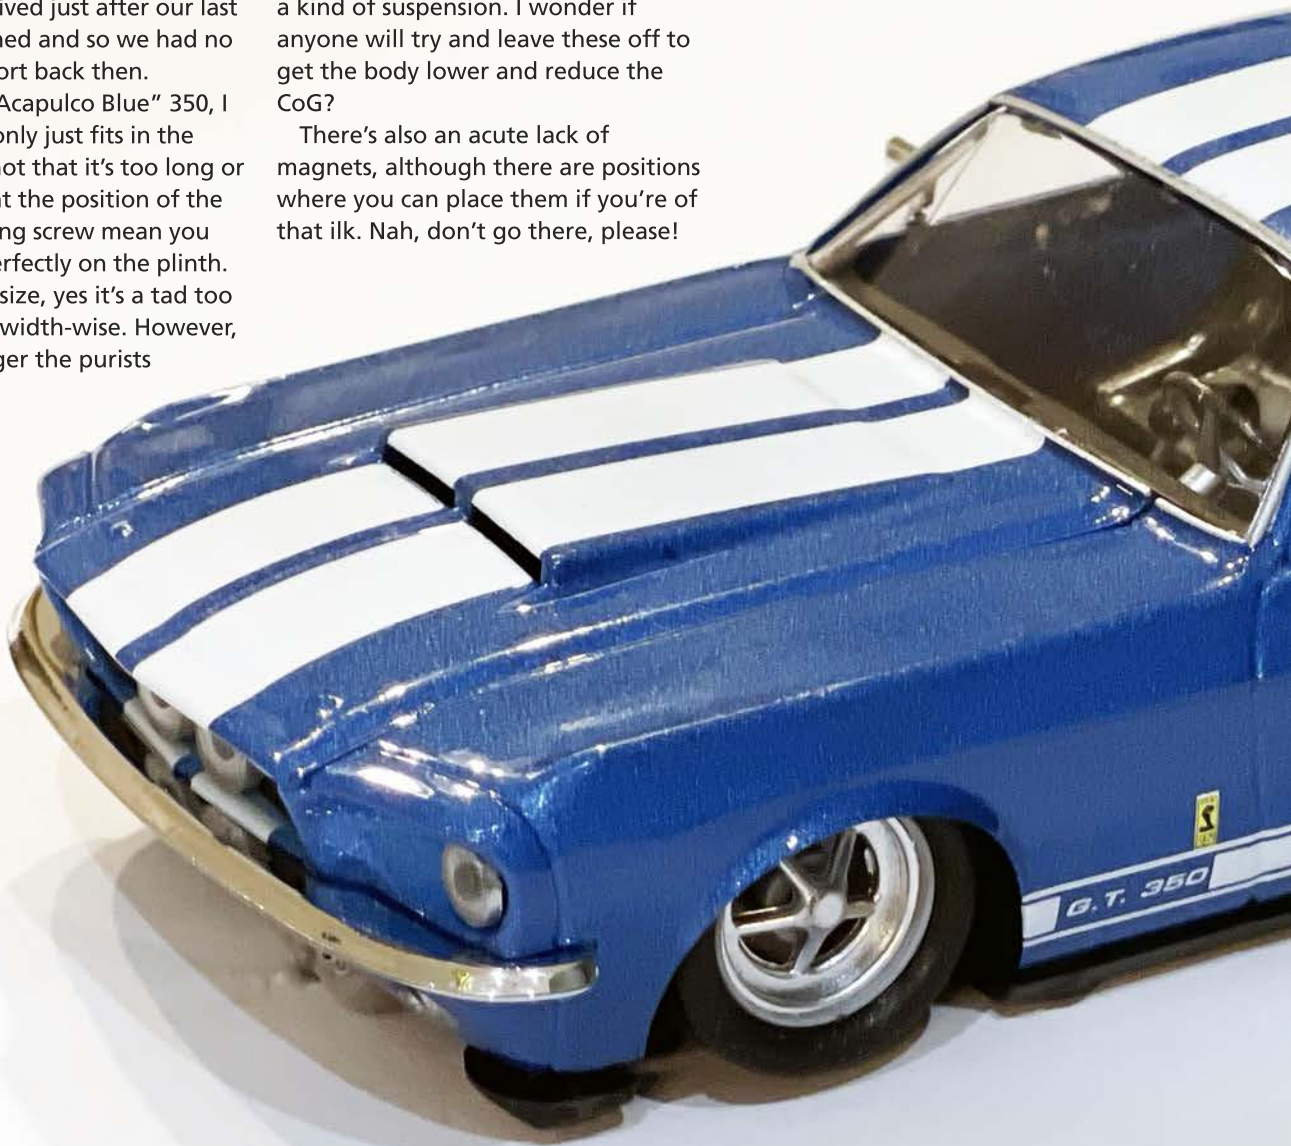 ived just after our last
ned and so we had no
ort back then.
Acapulco Blue” 350, I
only just fits in the
not that it’s too long or
at the position of the
ng screw mean you
erfectly on the plinth.
size, yes it’s a tad too
width-wise. However,
ger the purists
a kind of suspension. I wonder if
anyone will try and leave these off to
get the body lower and reduce the
CoG?
There’s also an acute lack of
magnets, although there are positions
where you can place them if you’re of
that ilk. Nah, don’t go there, please!
G.T. 350